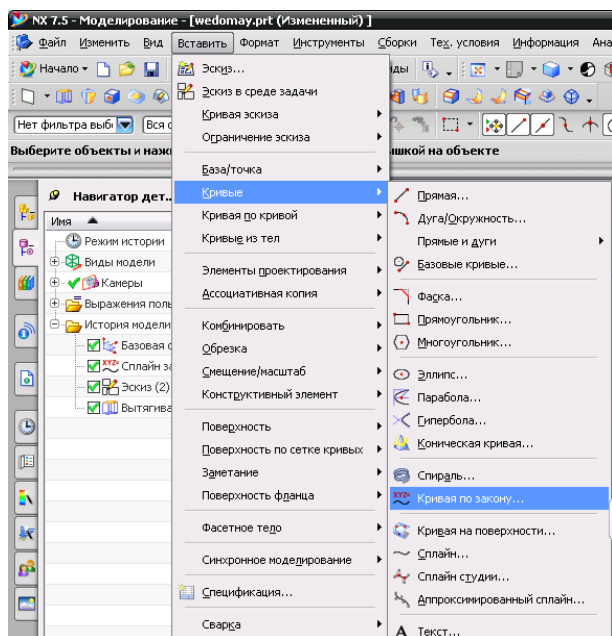 NX 7.5 - Моделирование - [wedomay.prt (Измененный) ]
Файл Изменить Вид Вставить Формат Инструменты Сборки Тех. условия Информация Ана
Начало
Нет фильтра выбо
Все с
Выберите объекты и наж
ышкой на объекте
Навигатор дет...
Имя
Режим истории
Виды модели
Камеры
Выражения поль
История модели
Базовая с
Сплайн за
Эскиз (2)
Вытягива
Эскиз...
Эскиз в среде задачи
Кривая эскиза
Ограничение эскиза
База/точка
Кривые
Кривая по кривой
Кривые из тел
Элементы проектирования
Ассоциативная копия
Комбинировать
Обрезка
Смещение/масштаб
Конструктивный элемент
Поверхность
Поверхность по сетке кривых
Заметание
Поверхность фланца
Фасетное тело
Синхронное моделирование
Спецификация...
Сварка
Прямая...
Дуга/Окружность...
Прямые и дуги
Базовые кривые...
Фаска...
Прямоугольник...
Многоугольник...
Эллипс...
Парабола...
Гипербола...
Коническая кривая...
Спираль...
XYZ= Кривая по закону...
Кривая на поверхности...
Сплайн...
Сплайн студии...
Аппроксимированный сплайн...
A Текст...